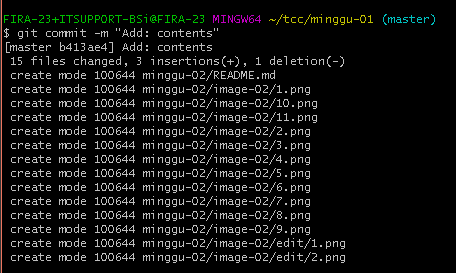 FIRA-23+ITSUPPORT-BSi@FIRA-23 MINGW64 ~/tcc/minggu-01 (master)
$ git commit -m "Add: contents"
[master b413ae4] Add: contents
 15 files changed, 3 insertions(+), 1 deletion(-)
 create mode 100644 minggu-02/README.md
 create mode 100644 minggu-02/image-02/1.png
 create mode 100644 minggu-02/image-02/10.png
 create mode 100644 minggu-02/image-02/11.png
 create mode 100644 minggu-02/image-02/2.png
 create mode 100644 minggu-02/image-02/3.png
 create mode 100644 minggu-02/image-02/4.png
 create mode 100644 minggu-02/image-02/5.png
 create mode 100644 minggu-02/image-02/6.png
 create mode 100644 minggu-02/image-02/7.png
 create mode 100644 minggu-02/image-02/8.png
 create mode 100644 minggu-02/image-02/9.png
 create mode 100644 minggu-02/image-02/edit/1.png
 create mode 100644 minggu-02/image-02/edit/2.png